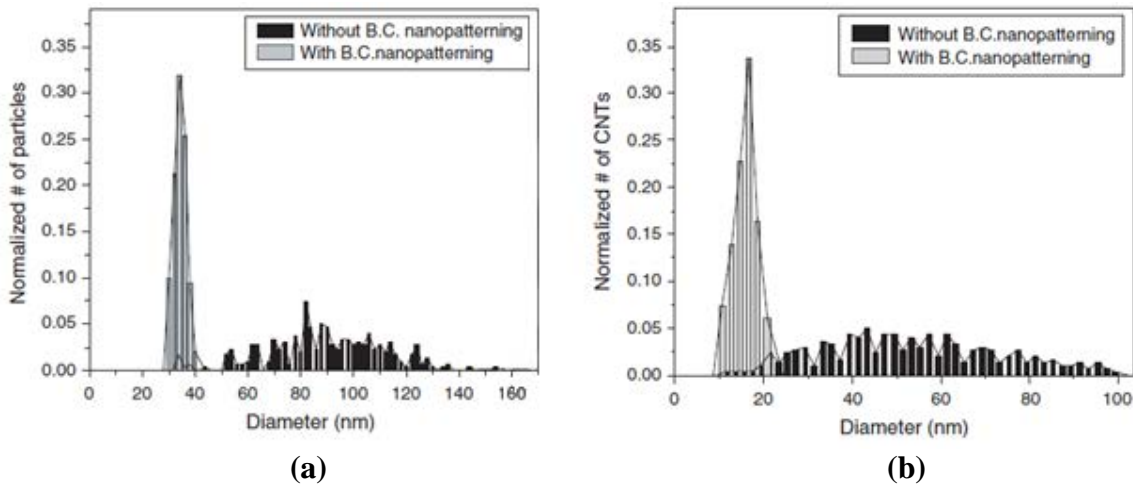 Without B.C. nanopatterning
With B.C.nanopatterning
Normalized # of particles
0.35
0.30
0.25
0.20
0.15
0.10
0.05
0.00
0 20 40 60 80 100 120 140 160
Diameter (nm)
(a)
Without B.C.nanopatterning
With B.C.nanopatterning
Normalized # of CNTs
0.35
0.30
0.25
0.20
0.15
0.10
0.05
0.00
0 20 40 60 80 100
Diameter (nm)
(b)